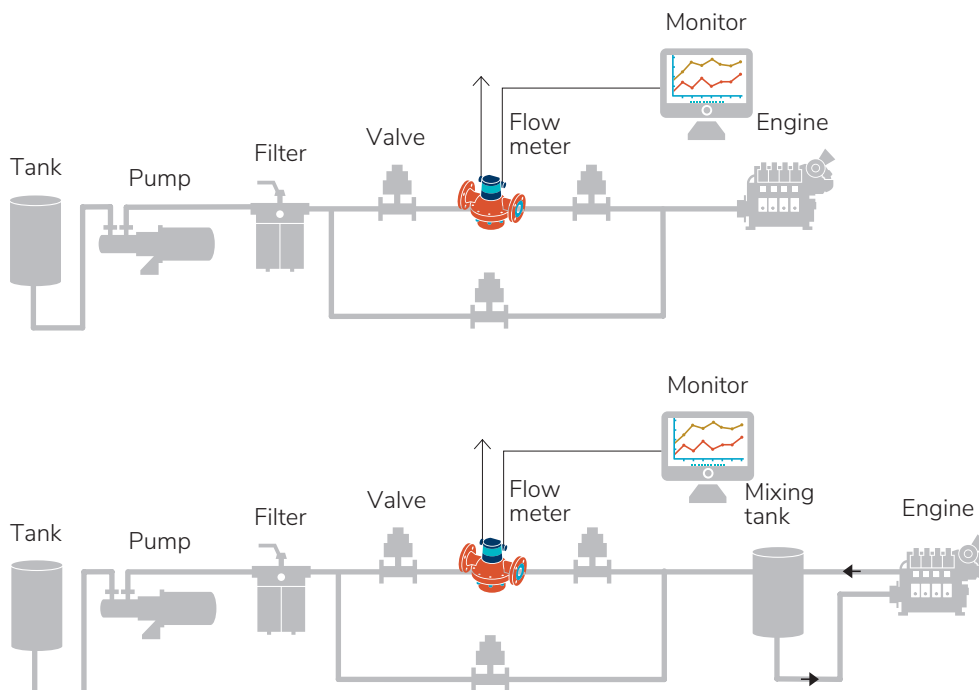 Monitor
Engine
Valve
Flow
meter
Filter
Tank
Pump
Monitor
Mixing
tank
Engine
Valve
Flow
meter
Filter
Tank
Pump